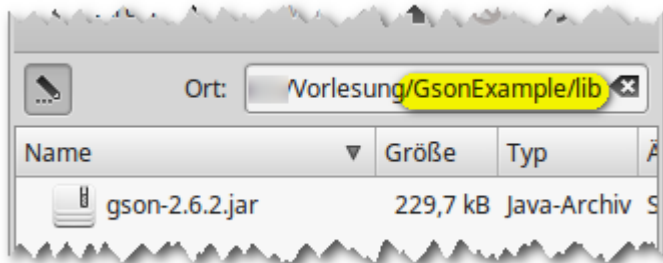 Ort: /Vorlesung/GsonExample/lib
Name Größe Typ
gson-2.6.2.jar 229,7 kB Java-Archiv S